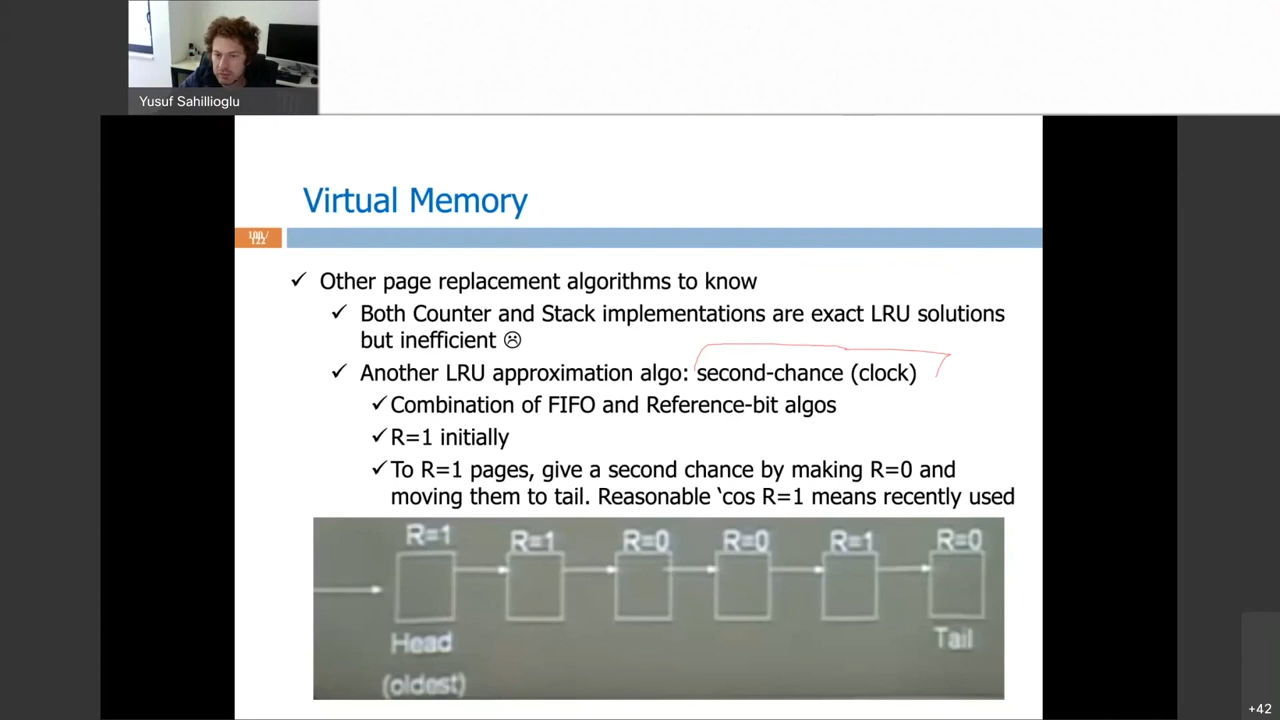 Yusuf Sahillioglu
Virtual Memory
122
✓ Other page replacement algorithms to know
✓ Both Counter and Stack implementations are exact LRU solutions
but inefficient ☹
✓ Another LRU approximation algo: second-chance (clock)
✓ Combination of FIFO and Reference-bit algos
✓ R=1 initially
✓ To R=1 pages, give a second chance by making R=0 and
moving them to tail. Reasonable ‘cos R=1 means recently used
R=1 R=1 R=0 R=0 R=1 R=0
Head Tail
(oldest)
+42